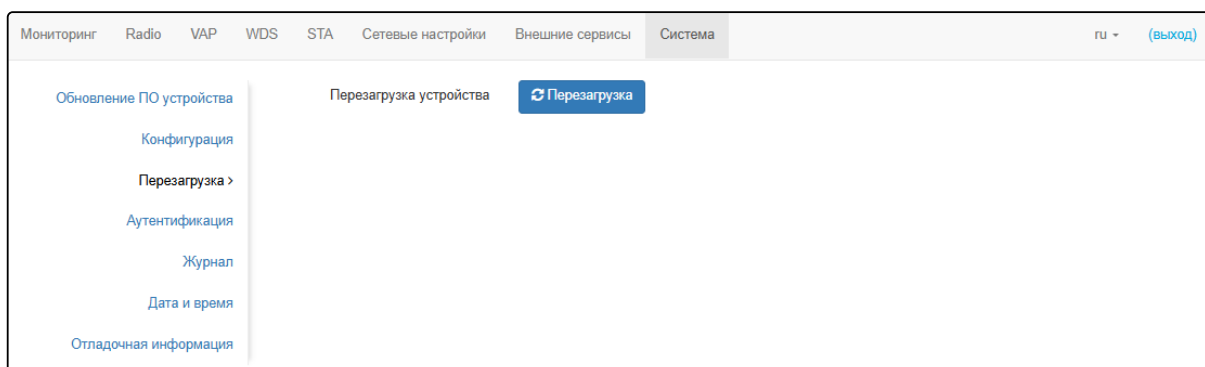 Мониторинг Radio VAP WDS STA Сетевые настройки Внешние сервисы Система ru (выход)
Обновление ПО устройства Перезагрузка устройства Перезагрузка
Конфигурация
Перезагрузка >
Аутентификация
Журнал
Дата и время
Отладочная информация